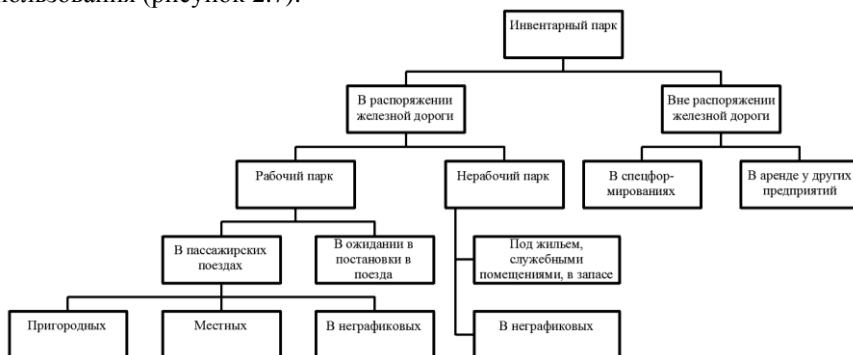 пользования (рисунок 2.7).
Инвентарный парк
В распоряжении
железной дороги
Вне распоряжении
железной дороги
Рабочий парк
Нерабочий парк
В спецфор-
мированиях
В аренде у других
предприятий
В пассажирских
поездах
В ожидании в
постановки в
поезда
Под жильем,
служебными
помещениями, в запасе
Пригородных
Местных
В неграфиковых
В неграфиковых